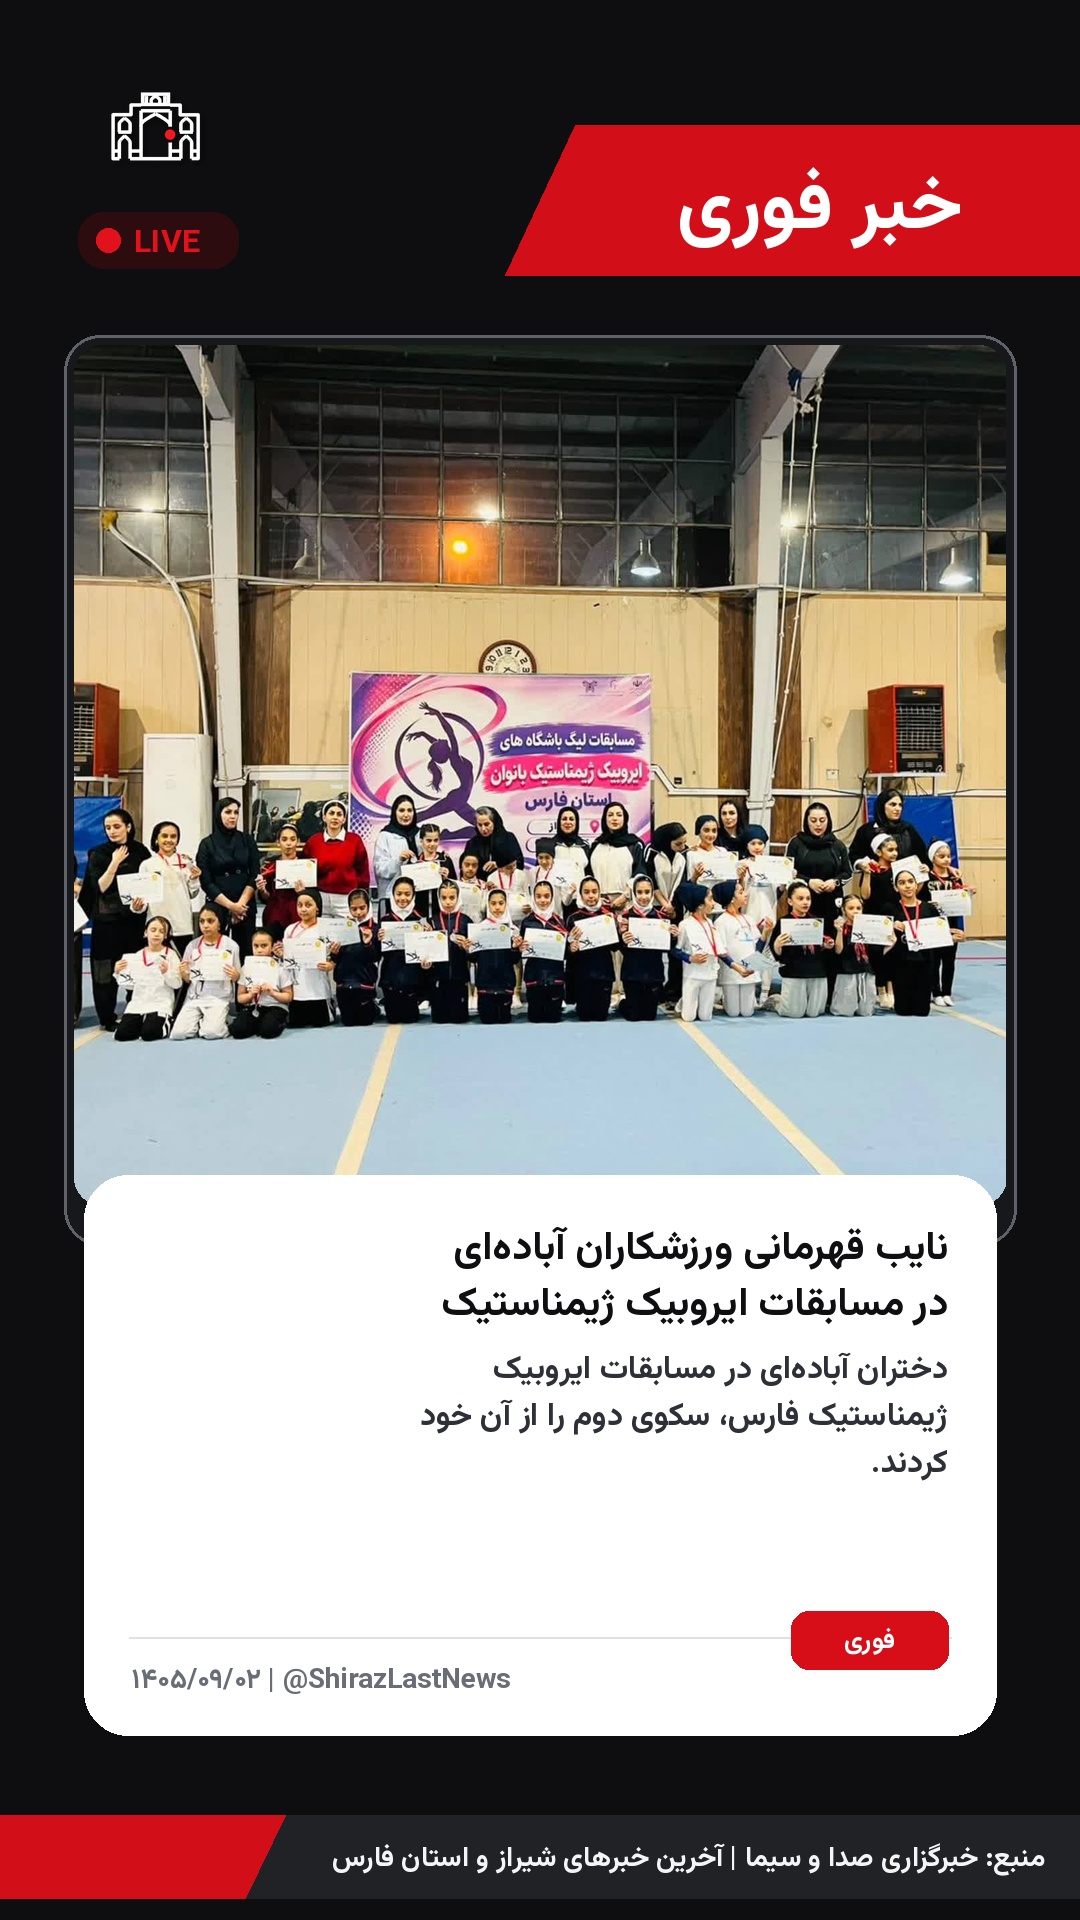 خبر فوری
LIVE
مسابقات لیگ باشگاه های
ایروبیک ژیمناستیک بانوان
استان فارس
نایب قهرمانی ورزشکاران آباده‌ای
در مسابقات ایروبیک ژیمناستیک
دختران آباده‌ای در مسابقات ایروبیک
ژیمناستیک فارس، سکوی دوم را از آن خود
کردند.
فوری
۱۴۰۵/۰۹/۰۲ | @ShirazLastNews
منبع: خبرگزاری صدا و سیما | آخرین خبرهای شیراز و استان فارس